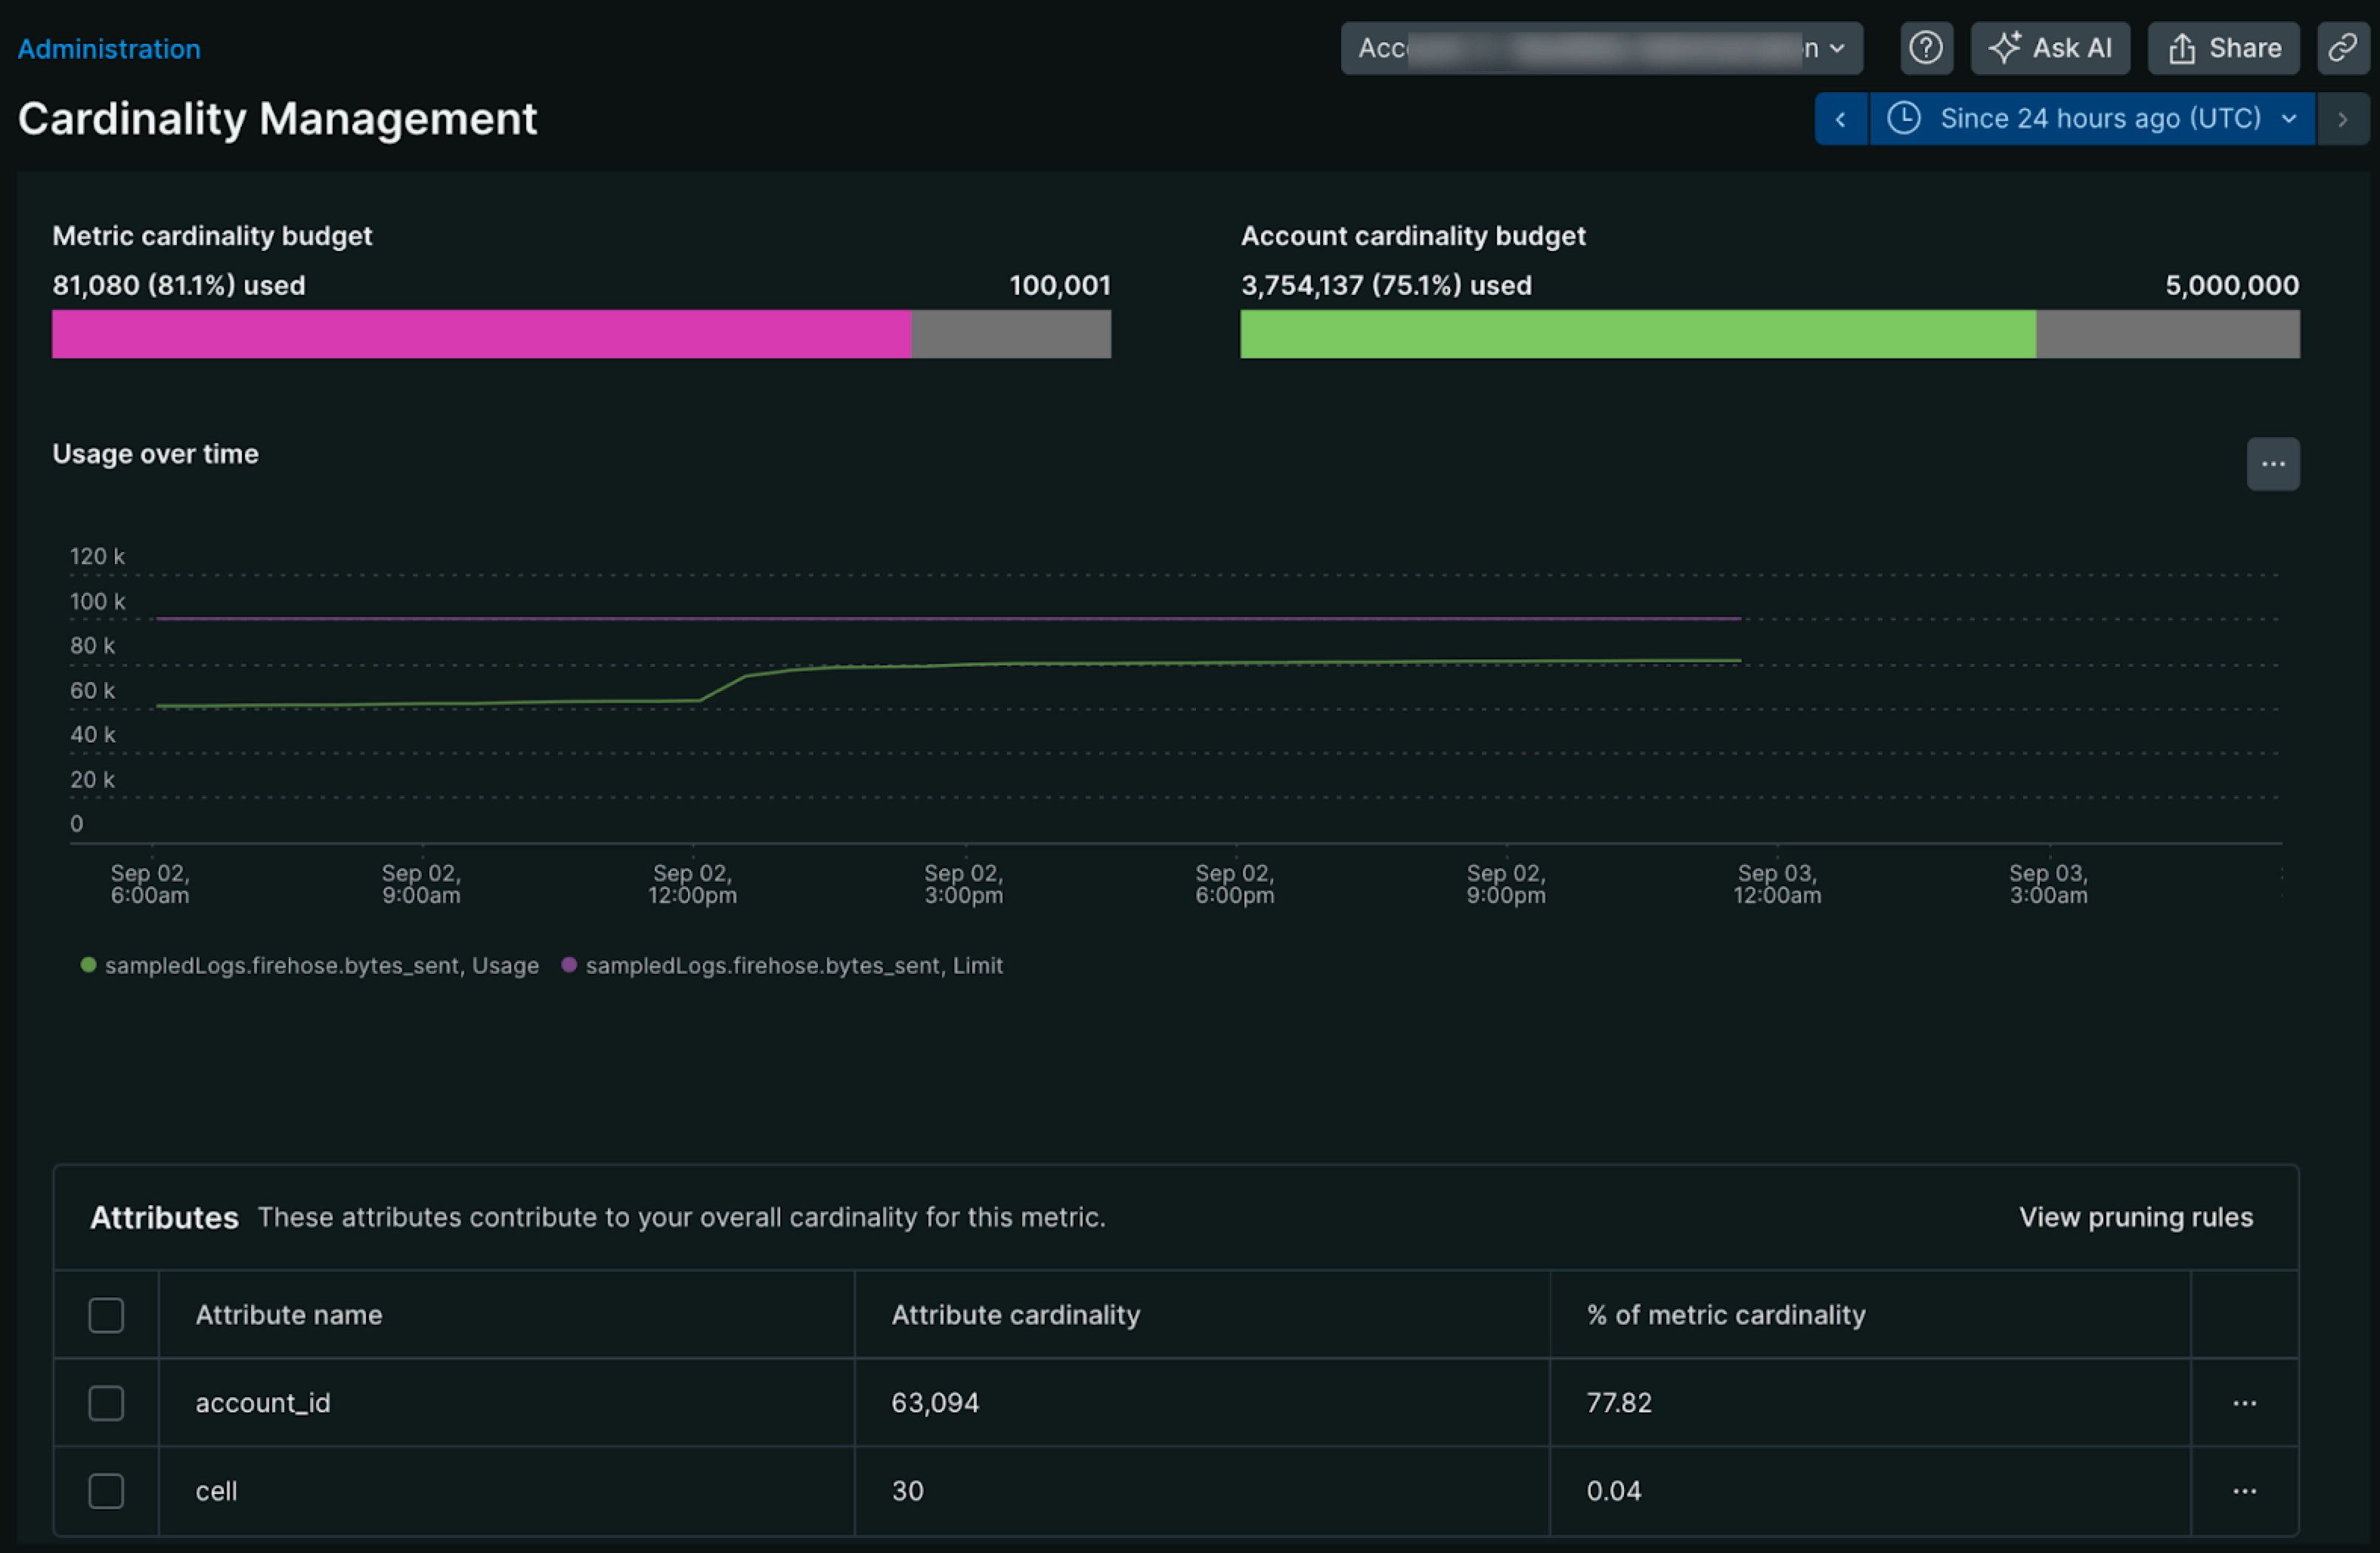 Administration
Acc n
Ask AI
Share
Cardinality Management
Since 24 hours ago (UTC)
Metric cardinality budget
81,080 (81.1%) used 100,001
Account cardinality budget
3,754,137 (75.1%) used 5,000,000
Usage over time
120 k
100 k
80 k
60 k
40 k
20 k
0
Sep 02, 6:00am
Sep 02, 9:00am
Sep 02, 12:00pm
Sep 02, 3:00pm
Sep 02, 6:00pm
Sep 02, 9:00pm
Sep 03, 12:00am
Sep 03, 3:00am
sampledLogs.firehose.bytes_sent, Usage
sampledLogs.firehose.bytes_sent, Limit
Attributes These attributes contribute to your overall cardinality for this metric. View pruning rules
Attribute name Attribute cardinality % of metric cardinality
account_id 63,094 77.82
cell 30 0.04